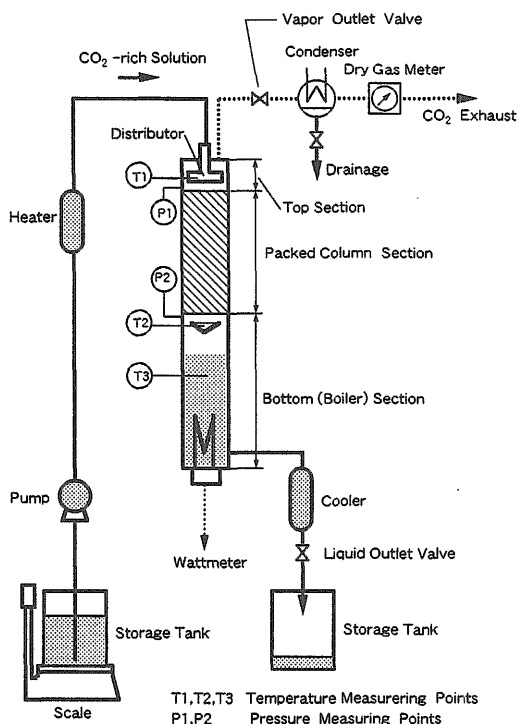 Vapor Outlet Valve
Condenser
CO2 -rich Solution
Dry Gas Meter
CO2 Exhaust
Distributor
Drainage
T1
Top Section
P1
Heater
Packed Column Section
P2
T2
T3
Bottom (Boiler) Section
Pump
Cooler
Wattmeter
Liquid Outlet Valve
Storage Tank
Storage Tank
Scale
T1,T2,T3 Temperature Measurering Points
P1,P2 Pressure Measuring Points